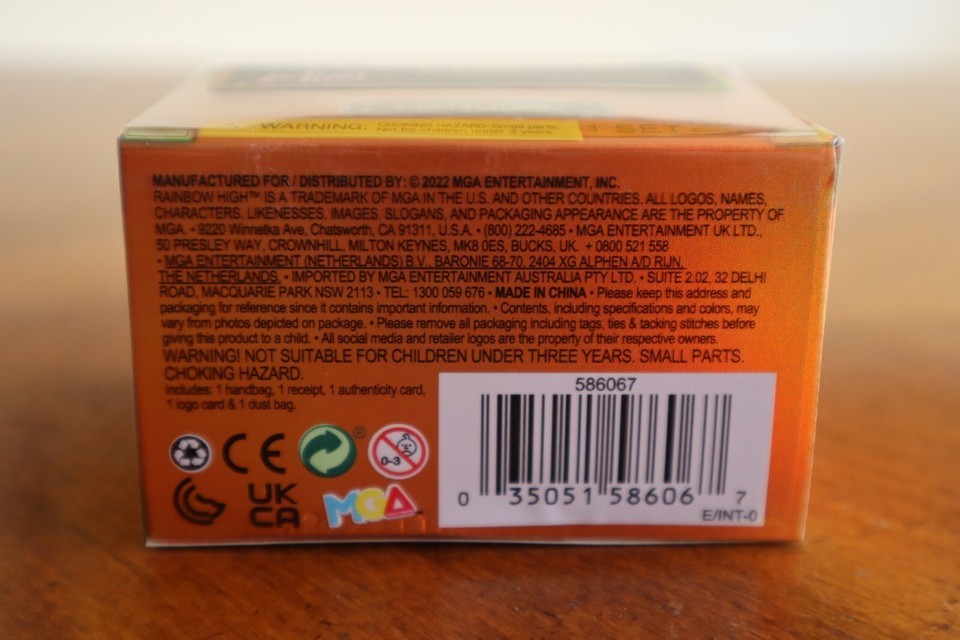 WARNING: CHOKING HAZARD-Small parts.
Not for children under 3 years.
1 SET
MANUFACTURED FOR / DISTRIBUTED BY: © 2022 MGA ENTERTAINMENT, INC.
RAINBOW HIGH™ IS A TRADEMARK OF MGA IN THE U.S. AND OTHER COUNTRIES. ALL LOGOS, NAMES,
CHARACTERS. LIKENESSES, IMAGES, SLOGANS, AND PACKAGING APPEARANCE ARE THE PROPERTY OF
MGA. • 9220 Winnetka Ave, Chatsworth, CA 91311, U.S.A. • (800) 222-4685 • MGA ENTERTAINMENT UK LTD.,
50 PRESLEY WAY, CROWNHILL, MILTON KEYNES, MK8 0ES, BUCKS, UK. + 0800 521 558
• MGA ENTERTAINMENT (NETHERLANDS) B.V., BARONIE 68-70, 2404 XG ALPHEN A/D RIJN,
THE NETHERLANDS. • IMPORTED BY MGA ENTERTAINMENT AUSTRALIA PTY LTD. • SUITE 2.02, 32 DELHI
ROAD, MACQUARIE PARK NSW 2113 • TEL: 1300 059 676 • MADE IN CHINA • Please keep this address and
packaging for reference since it contains important information. • Contents, including specifications and colors, may
vary from photos depicted on package. • Please remove all packaging including tags, ties & tacking stitches before
giving this product to a child. • All social media and retailer logos are the property of their respective owners.
WARNING! NOT SUITABLE FOR CHILDREN UNDER THREE YEARS. SMALL PARTS.
CHOKING HAZARD.
Includes: 1 handbag, 1 receipt, 1 authenticity card,
1 logo card & 1 dust bag.
586067
CE ® 0-3
UK
CA MGA
0 35051 58606 7
E/INT-0